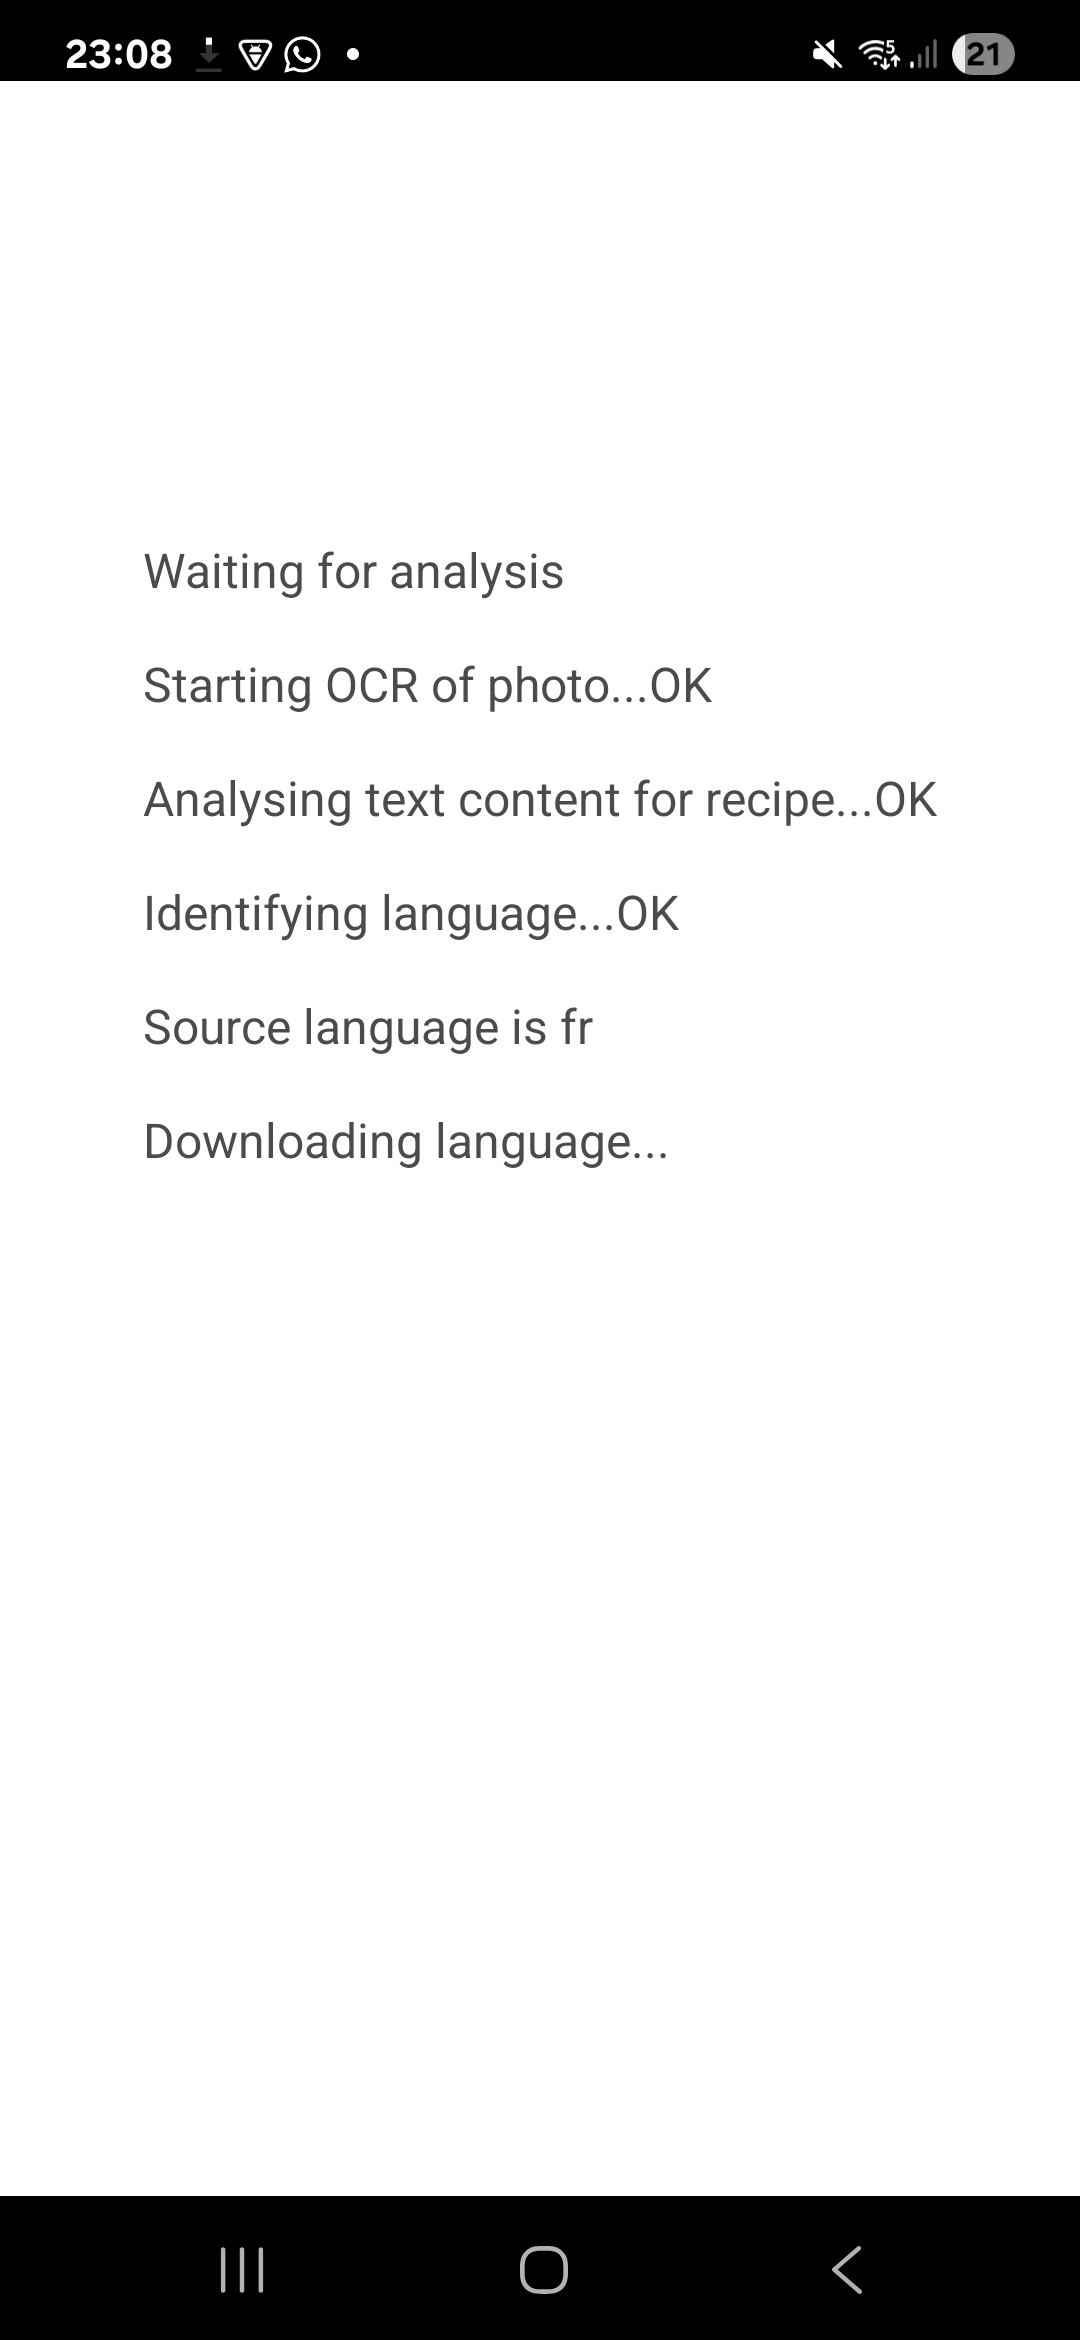 23:08
5
21
Waiting for analysis
Starting OCR of photo...OK
Analysing text content for recipe...OK
Identifying language...OK
Source language is fr
Downloading language...